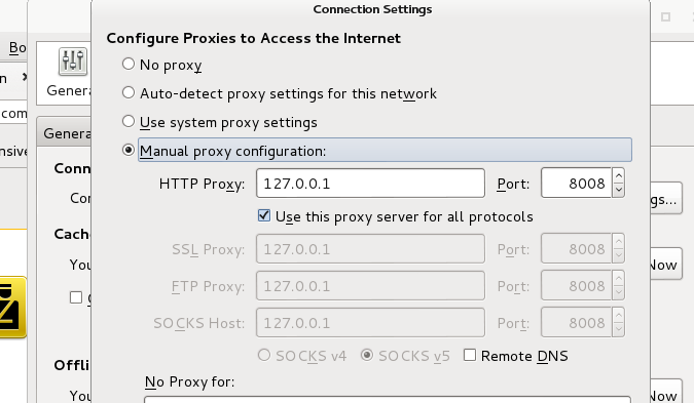 Connection Settings
Configure Proxies to Access the Internet
No proxy
Auto-detect proxy settings for this network
Use system proxy settings
Manual proxy configuration:
HTTP Proxy: 127.0.0.1 Port: 8008
Use this proxy server for all protocols
SSL Proxy: 127.0.0.1 Port: 8008
FTP Proxy: 127.0.0.1 Port: 8008
SOCKS Host: 127.0.0.1 Port: 8008
SOCKS v4 SOCKS v5 Remote DNS
No Proxy for:
Bo
n
com
nsive
Genera
Genera
Conn
Cor
gs...
Cach
You
Now
Offli
You
Now